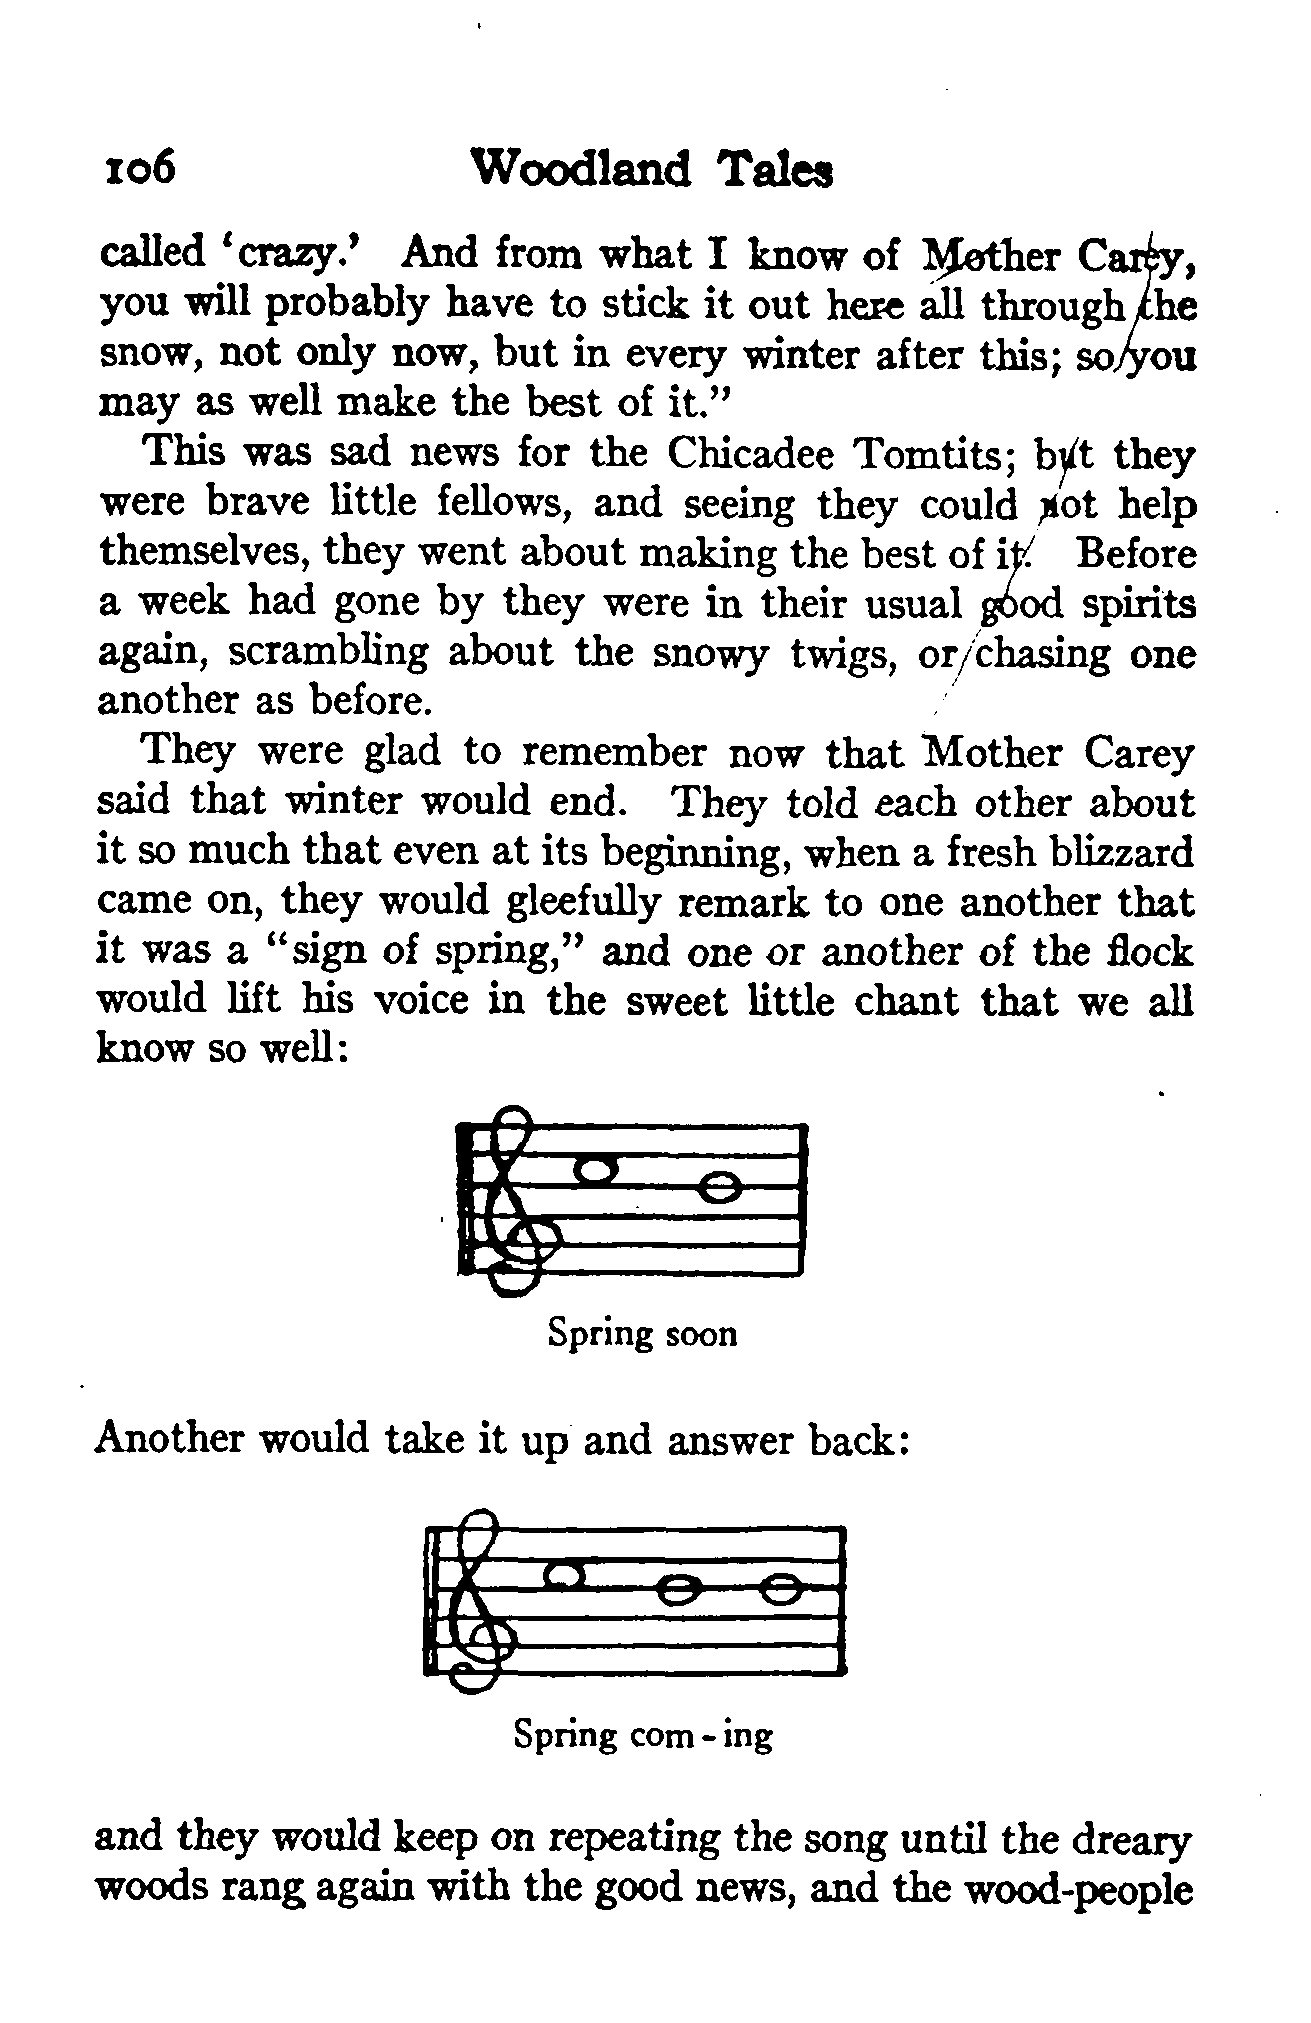 106 Woodland Tales
called ‘crazy.’ And from what I know of Mother Carey,
you will probably have to stick it out here all through the
snow, not only now, but in every winter after this; so you
may as well make the best of it.”
This was sad news for the Chicadee Tomtits; but they
were brave little fellows, and seeing they could not help
themselves, they went about making the best of it. Before
a week had gone by they were in their usual good spirits
again, scrambling about the snowy twigs, or chasing one
another as before.
They were glad to remember now that Mother Carey
said that winter would end. They told each other about
it so much that even at its beginning, when a fresh blizzard
came on, they would gleefully remark to one another that
it was a “sign of spring,” and one or another of the flock
would lift his voice in the sweet little chant that we all
know so well:
Spring soon
Another would take it up and answer back:
Spring com - ing
and they would keep on repeating the song until the dreary
woods rang again with the good news, and the wood-people